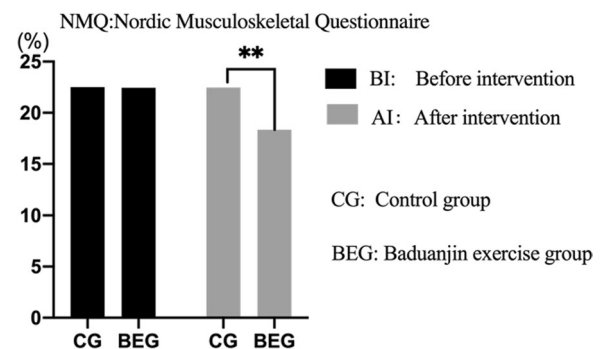 NMQ:Nordic Musculoskeletal Questionnaire
(%)
25
20
15
10
5
0
**
CG BEG CG BEG
BI: Before intervention
AI: After intervention
CG: Control group
BEG: Baduanjin exercise group